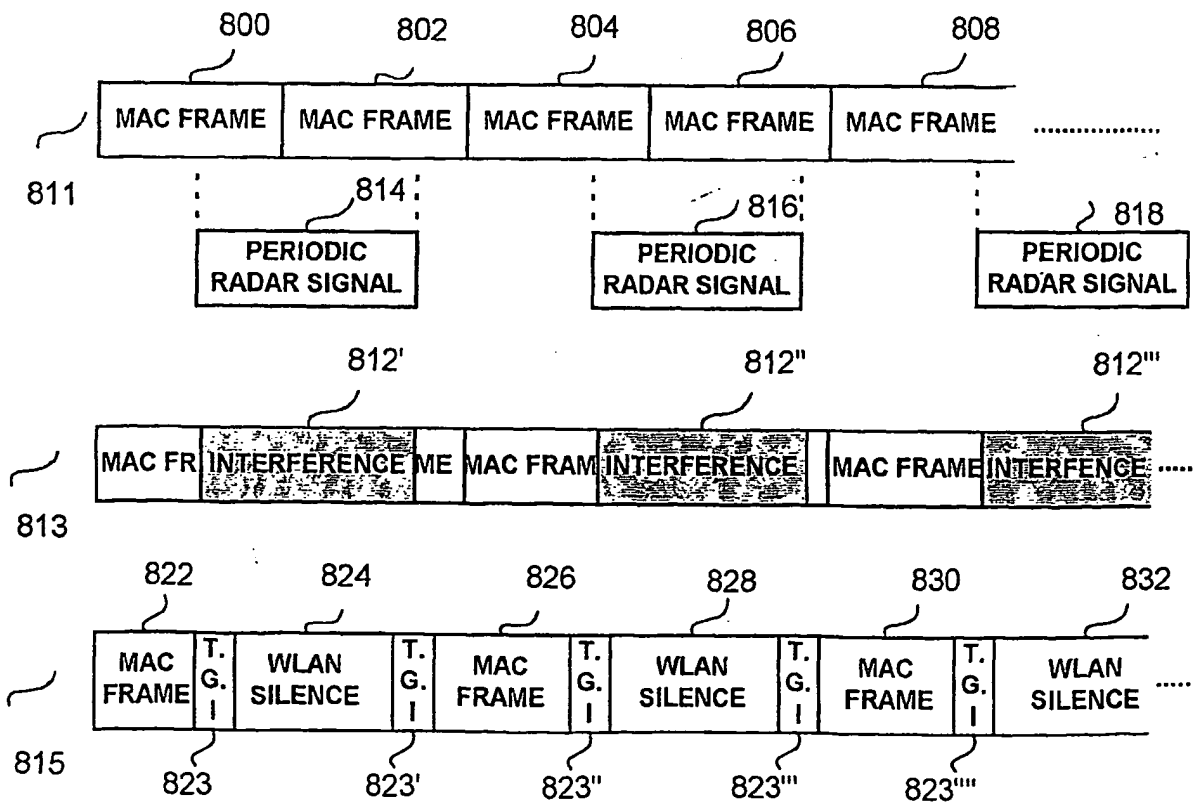 800 802 804 806 808
MAC FRAME MAC FRAME MAC FRAME MAC FRAME MAC FRAME ................
811
814 816 818
PERIODIC RADAR SIGNAL
PERIODIC RADAR SIGNAL
PERIODIC RADAR SIGNAL
812' 812" 812'"
MAC FR INTERFERENCE ME MAC FRAM INTERFERENCE MAC FRAME INTERFENCE .....
813
822 824 826 828 830 832
MAC FRAME T.G.I WLAN SILENCE T.G.I MAC FRAME T.G.I WLAN SILENCE T.G.I MAC FRAME T.G.I WLAN SILENCE .....
815
823 823' 823" 823'" 823""